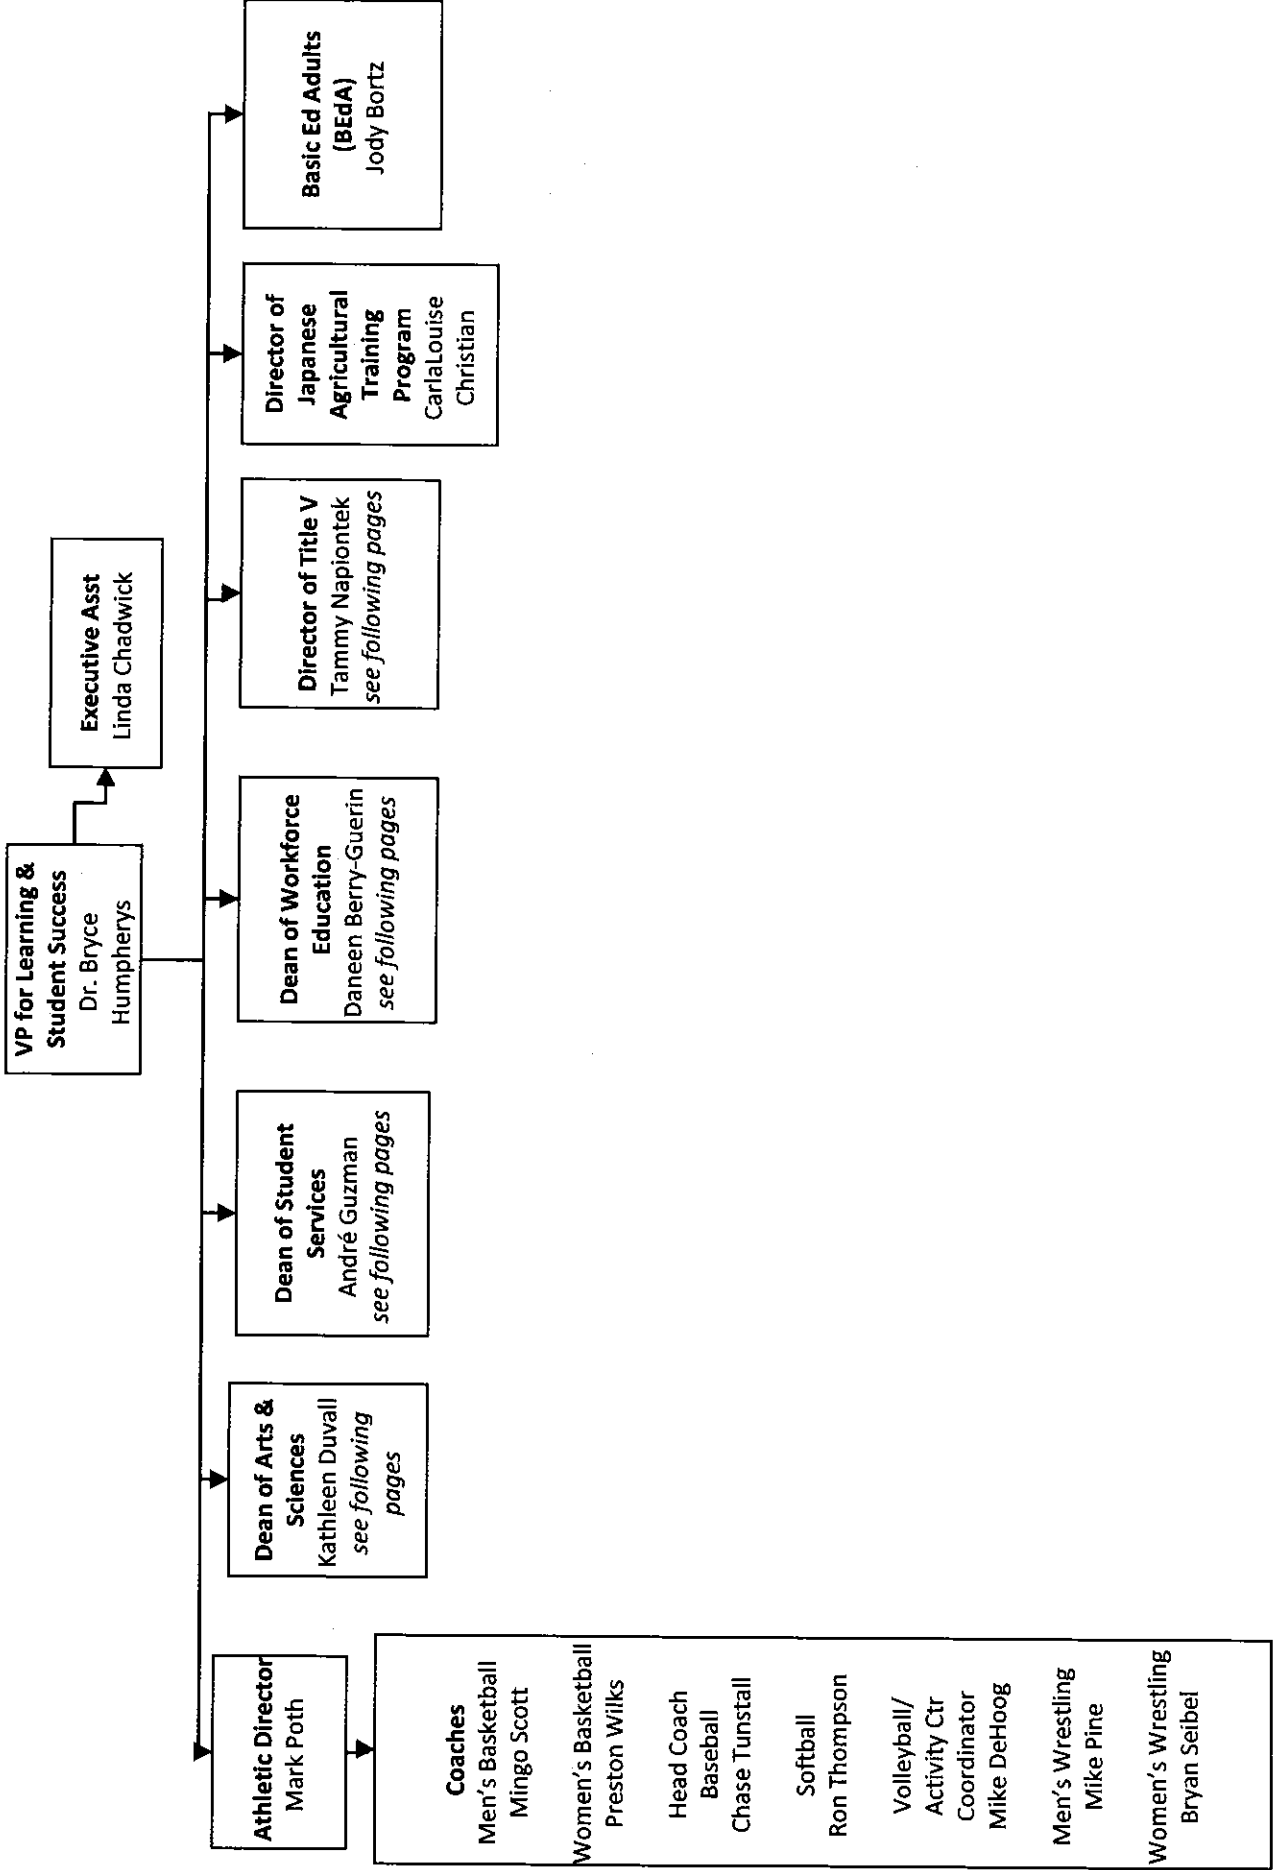 VP for Learning &
Student Success
Dr. Bryce
Humpherys
Executive Asst
Linda Chadwick
Athletic Director
Mark Poth
Coaches
Men's Basketball
Mingo Scott
Women's Basketball
Preston Wilks
Head Coach
Baseball
Chase Tunstall
Softball
Ron Thompson
Volleyball/
Activity Ctr
Coordinator
Mike DeHoog
Men's Wrestling
Mike Pine
Women's Wrestling
Bryan Seibel
Dean of Arts &
Sciences
Kathleen Duvall
see following
pages
Dean of Student
Services
André Guzman
see following pages
Dean of Workforce
Education
Daneen Berry-Guerin
see following pages
Director of Title V
Tammy Napiontek
see following pages
Director of
Japanese
Agricultural
Training
Program
CarlaLouise
Christian
Basic Ed Adults
(BEdA)
Jody Bortz